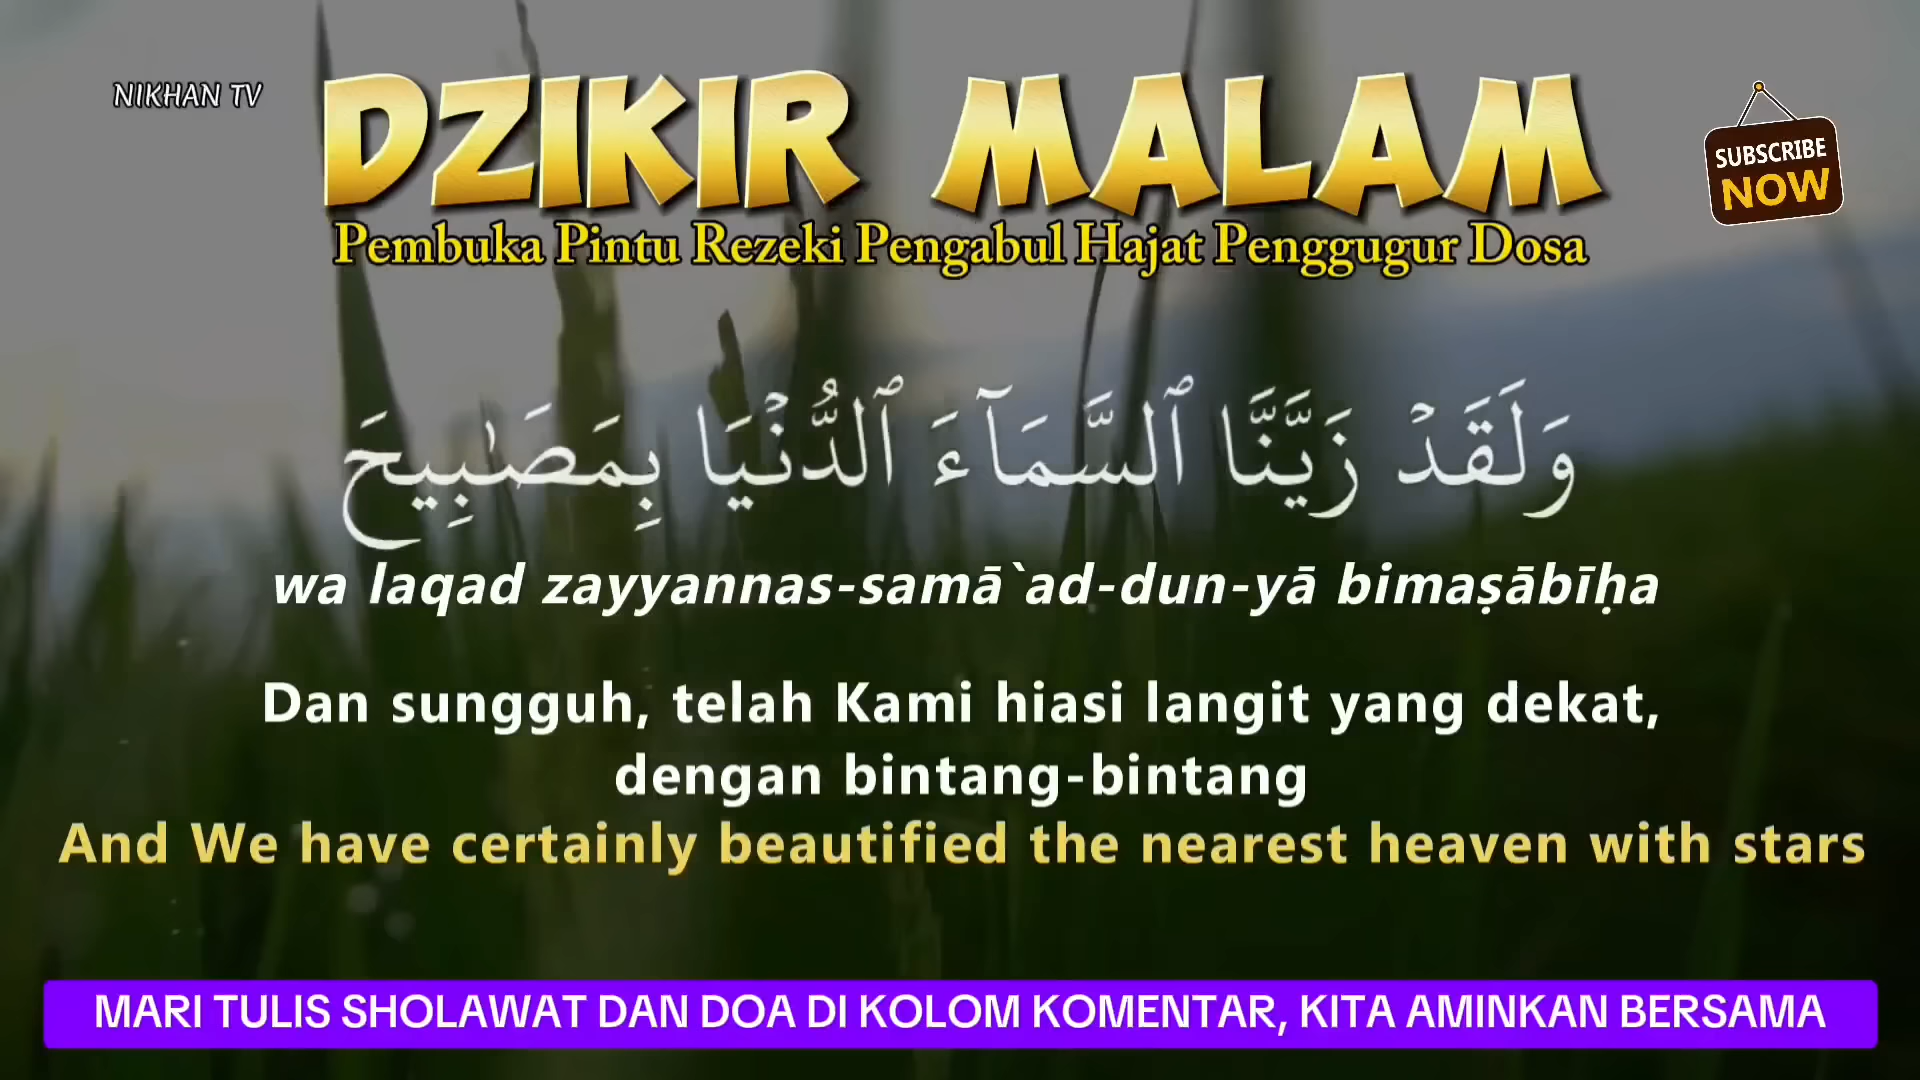 NIKHAN TV
DZIKIR MALAM
SUBSCRIBE
NOW
Pembuka Pintu Rezeki Pengabul Hajat Penggugur Dosa
وَلَقَدۡ زَيَّنَّا ٱلسَّمَآءَ ٱلدُّنۡيَا بِمَصَٰبِيحَ
wa laqad zayyannas-samā`ad-dun-yā bimaṣābīḥa
Dan sungguh, telah Kami hiasi langit yang dekat,
dengan bintang-bintang
And We have certainly beautified the nearest heaven with stars
MARI TULIS SHOLAWAT DAN DOA DI KOLOM KOMENTAR, KITA AMINKAN BERSAMA